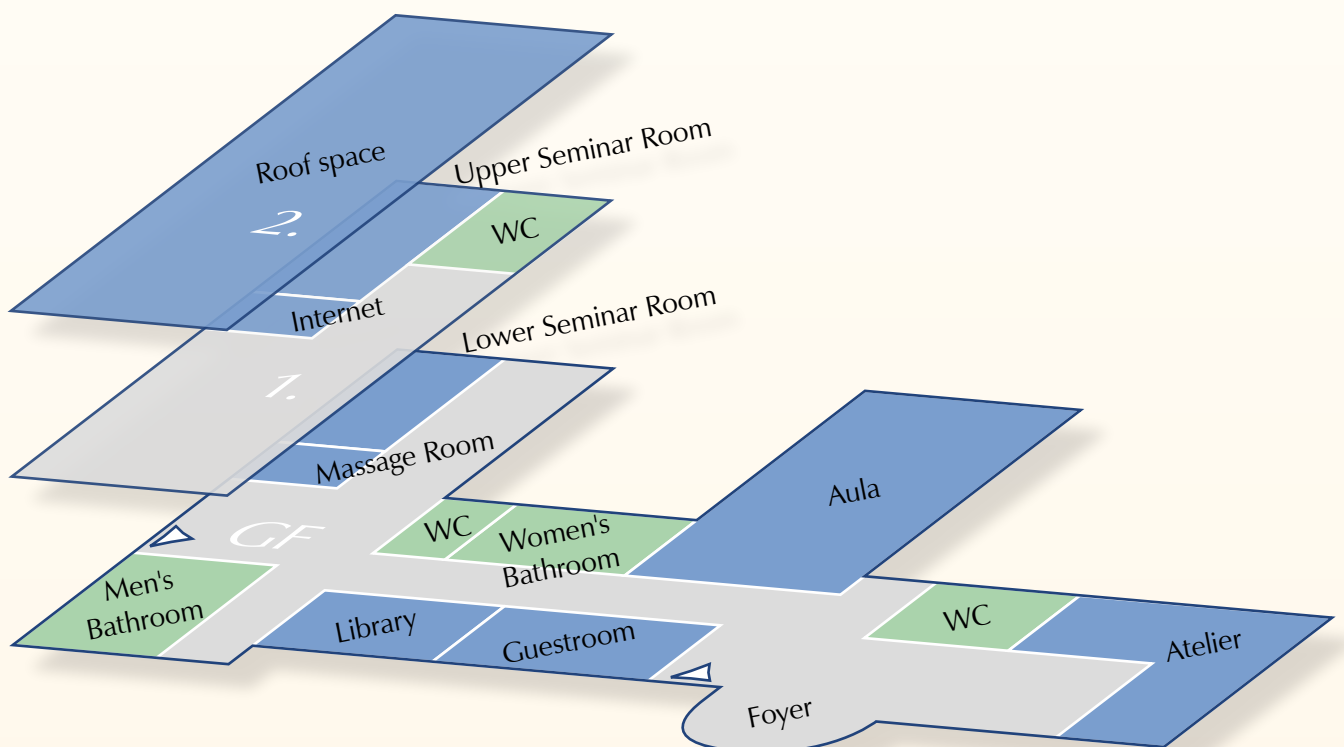 Roof space
2.
Upper Seminar Room
WC
Internet
1.
Lower Seminar Room
Massage Room
GF
WC
Women's
Bathroom
Aula
Men's
Bathroom
Library
Guestroom
WC
Atelier
Foyer